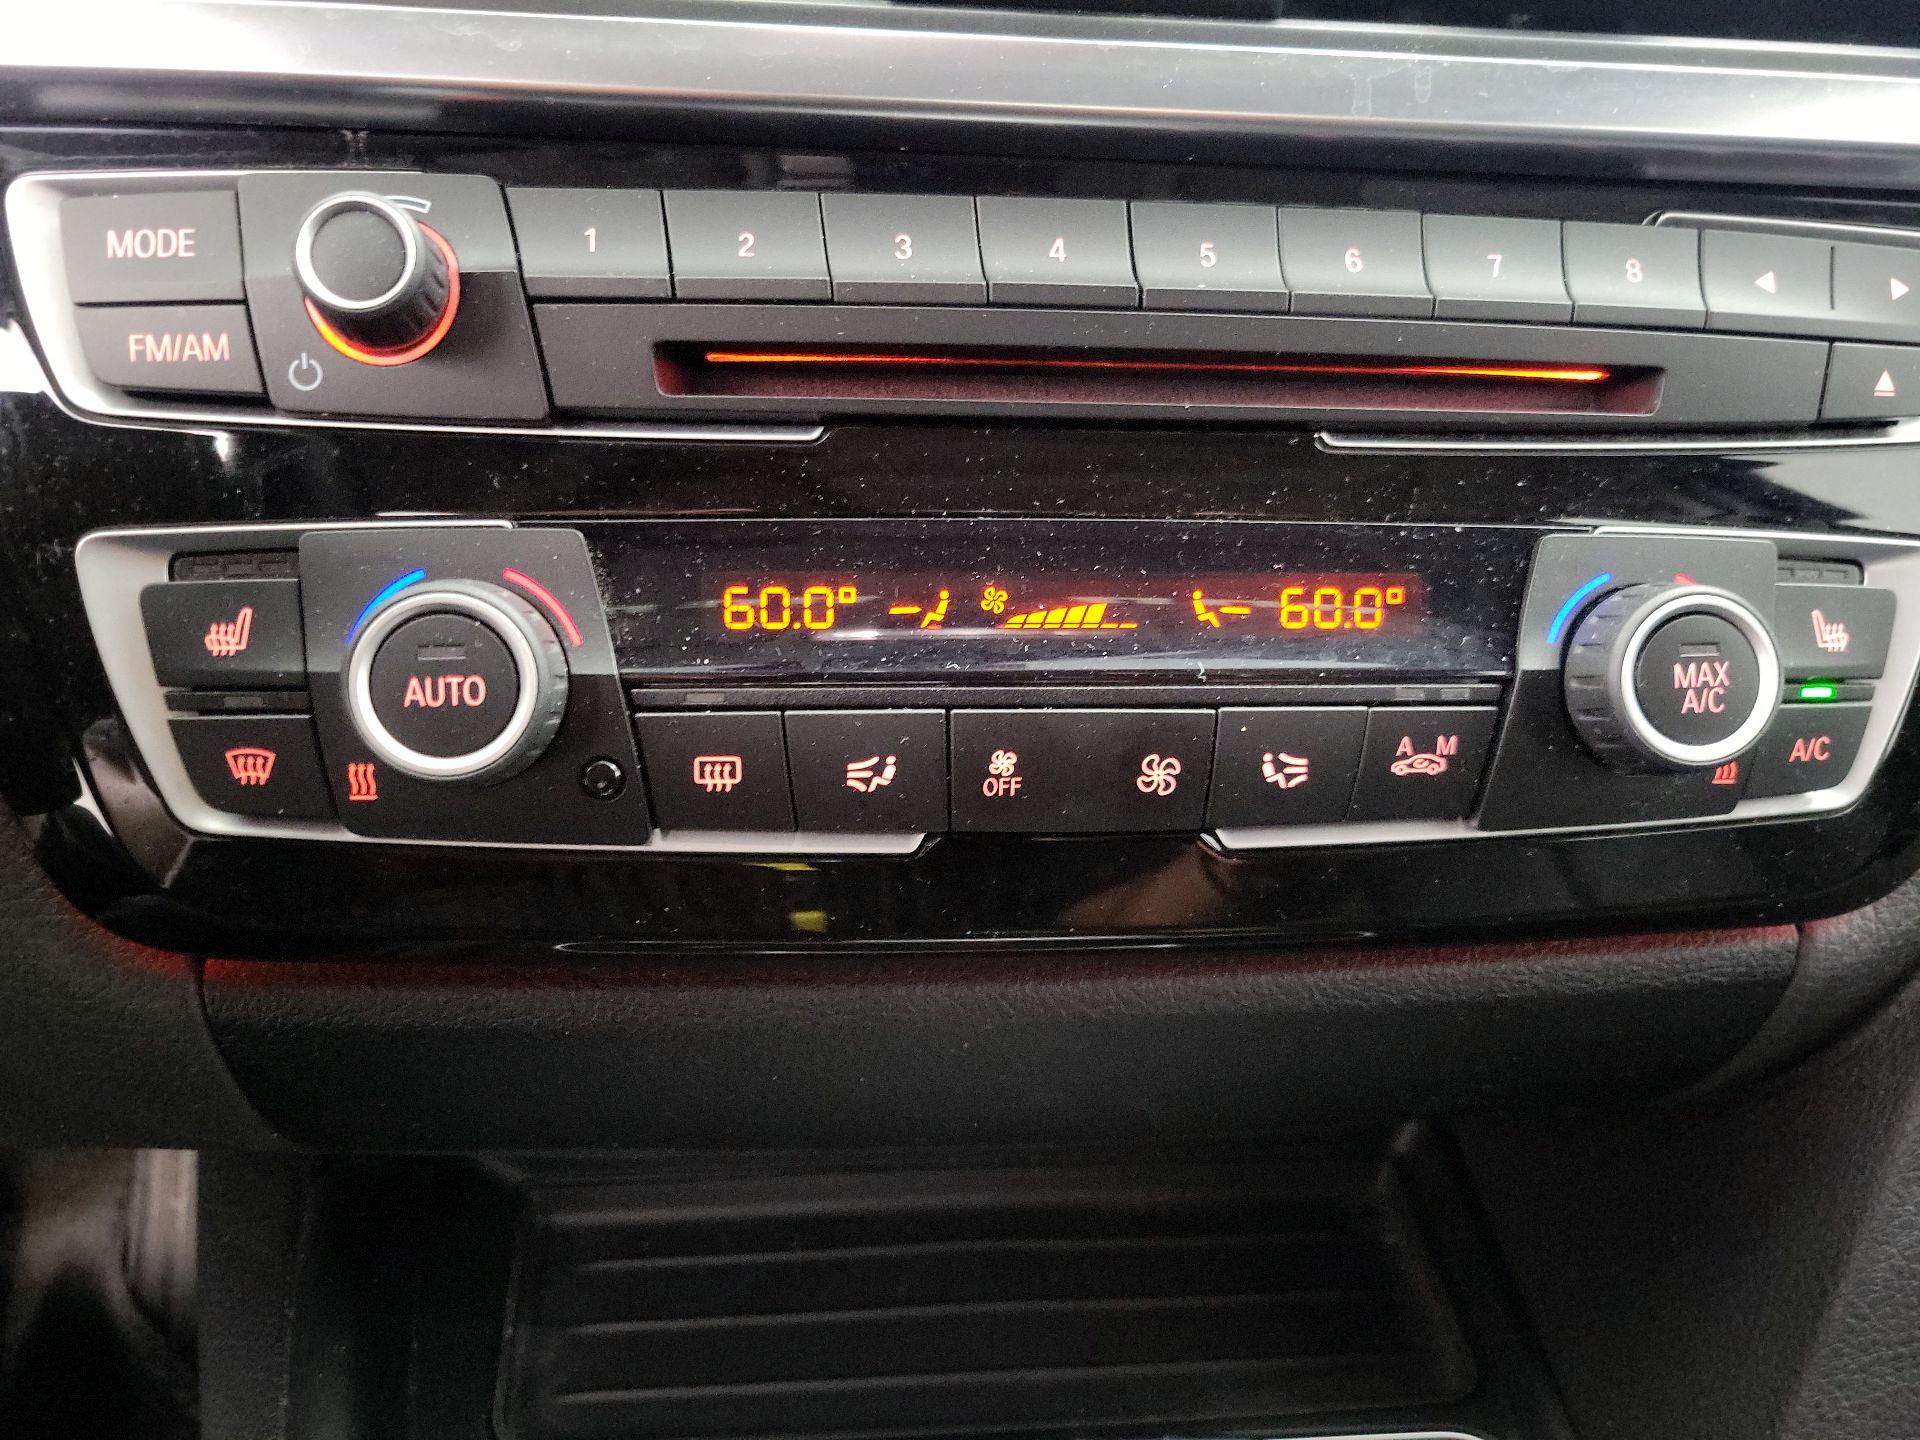 MODE
1 2 3 4 5 6 7 8
FM/AM
60.0° 60.0°
AUTO
MAX
A/C
A M
OFF
A/C